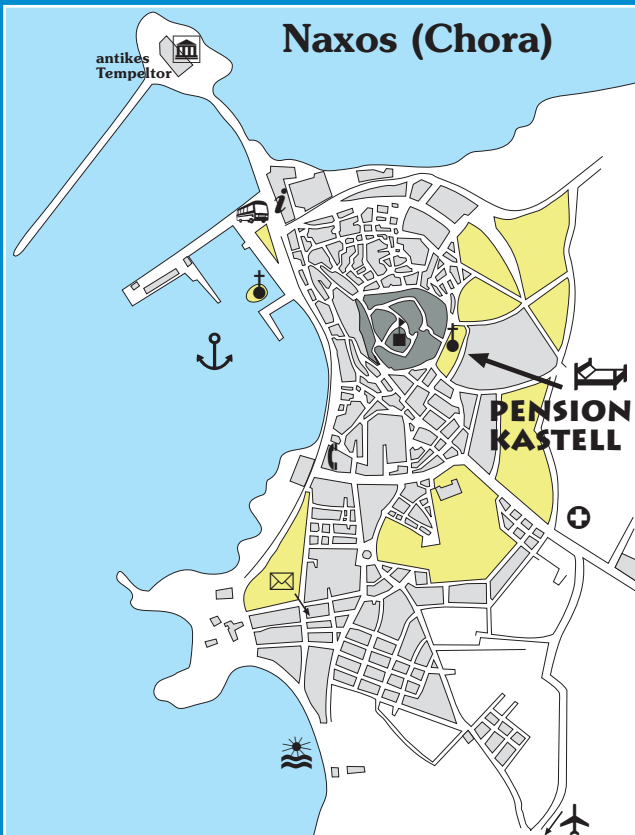 Naxos (Chora)
antikes
Tempeltor
i
PENSION
KASTELL